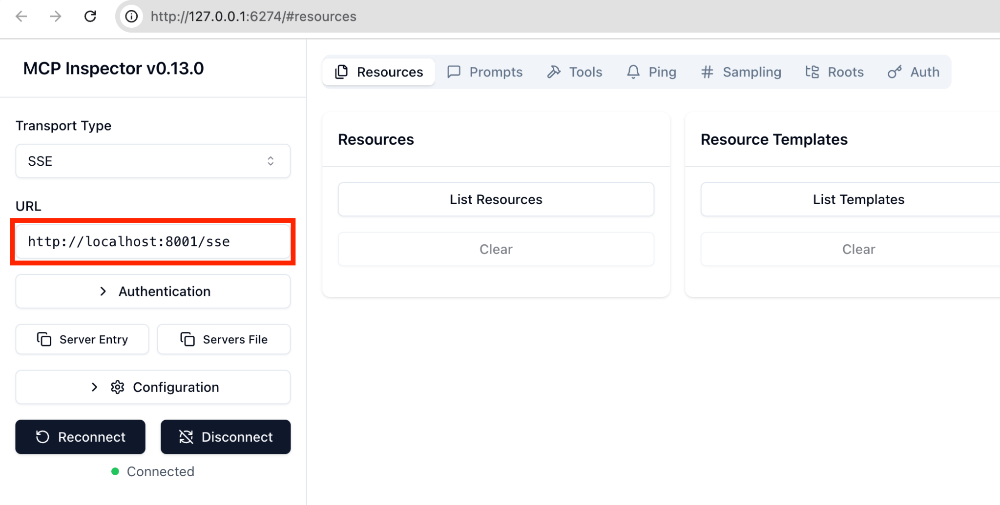 http://127.0.0.1:6274/#resources
MCP Inspector v0.13.0
Transport Type
SSE
URL
http://localhost:8001/sse
Authentication
Server Entry
Servers File
Configuration
Reconnect
Disconnect
Connected
Resources
Prompts
Tools
Ping
Sampling
Roots
Auth
Resources
List Resources
Clear
Resource Templates
List Templates
Clear